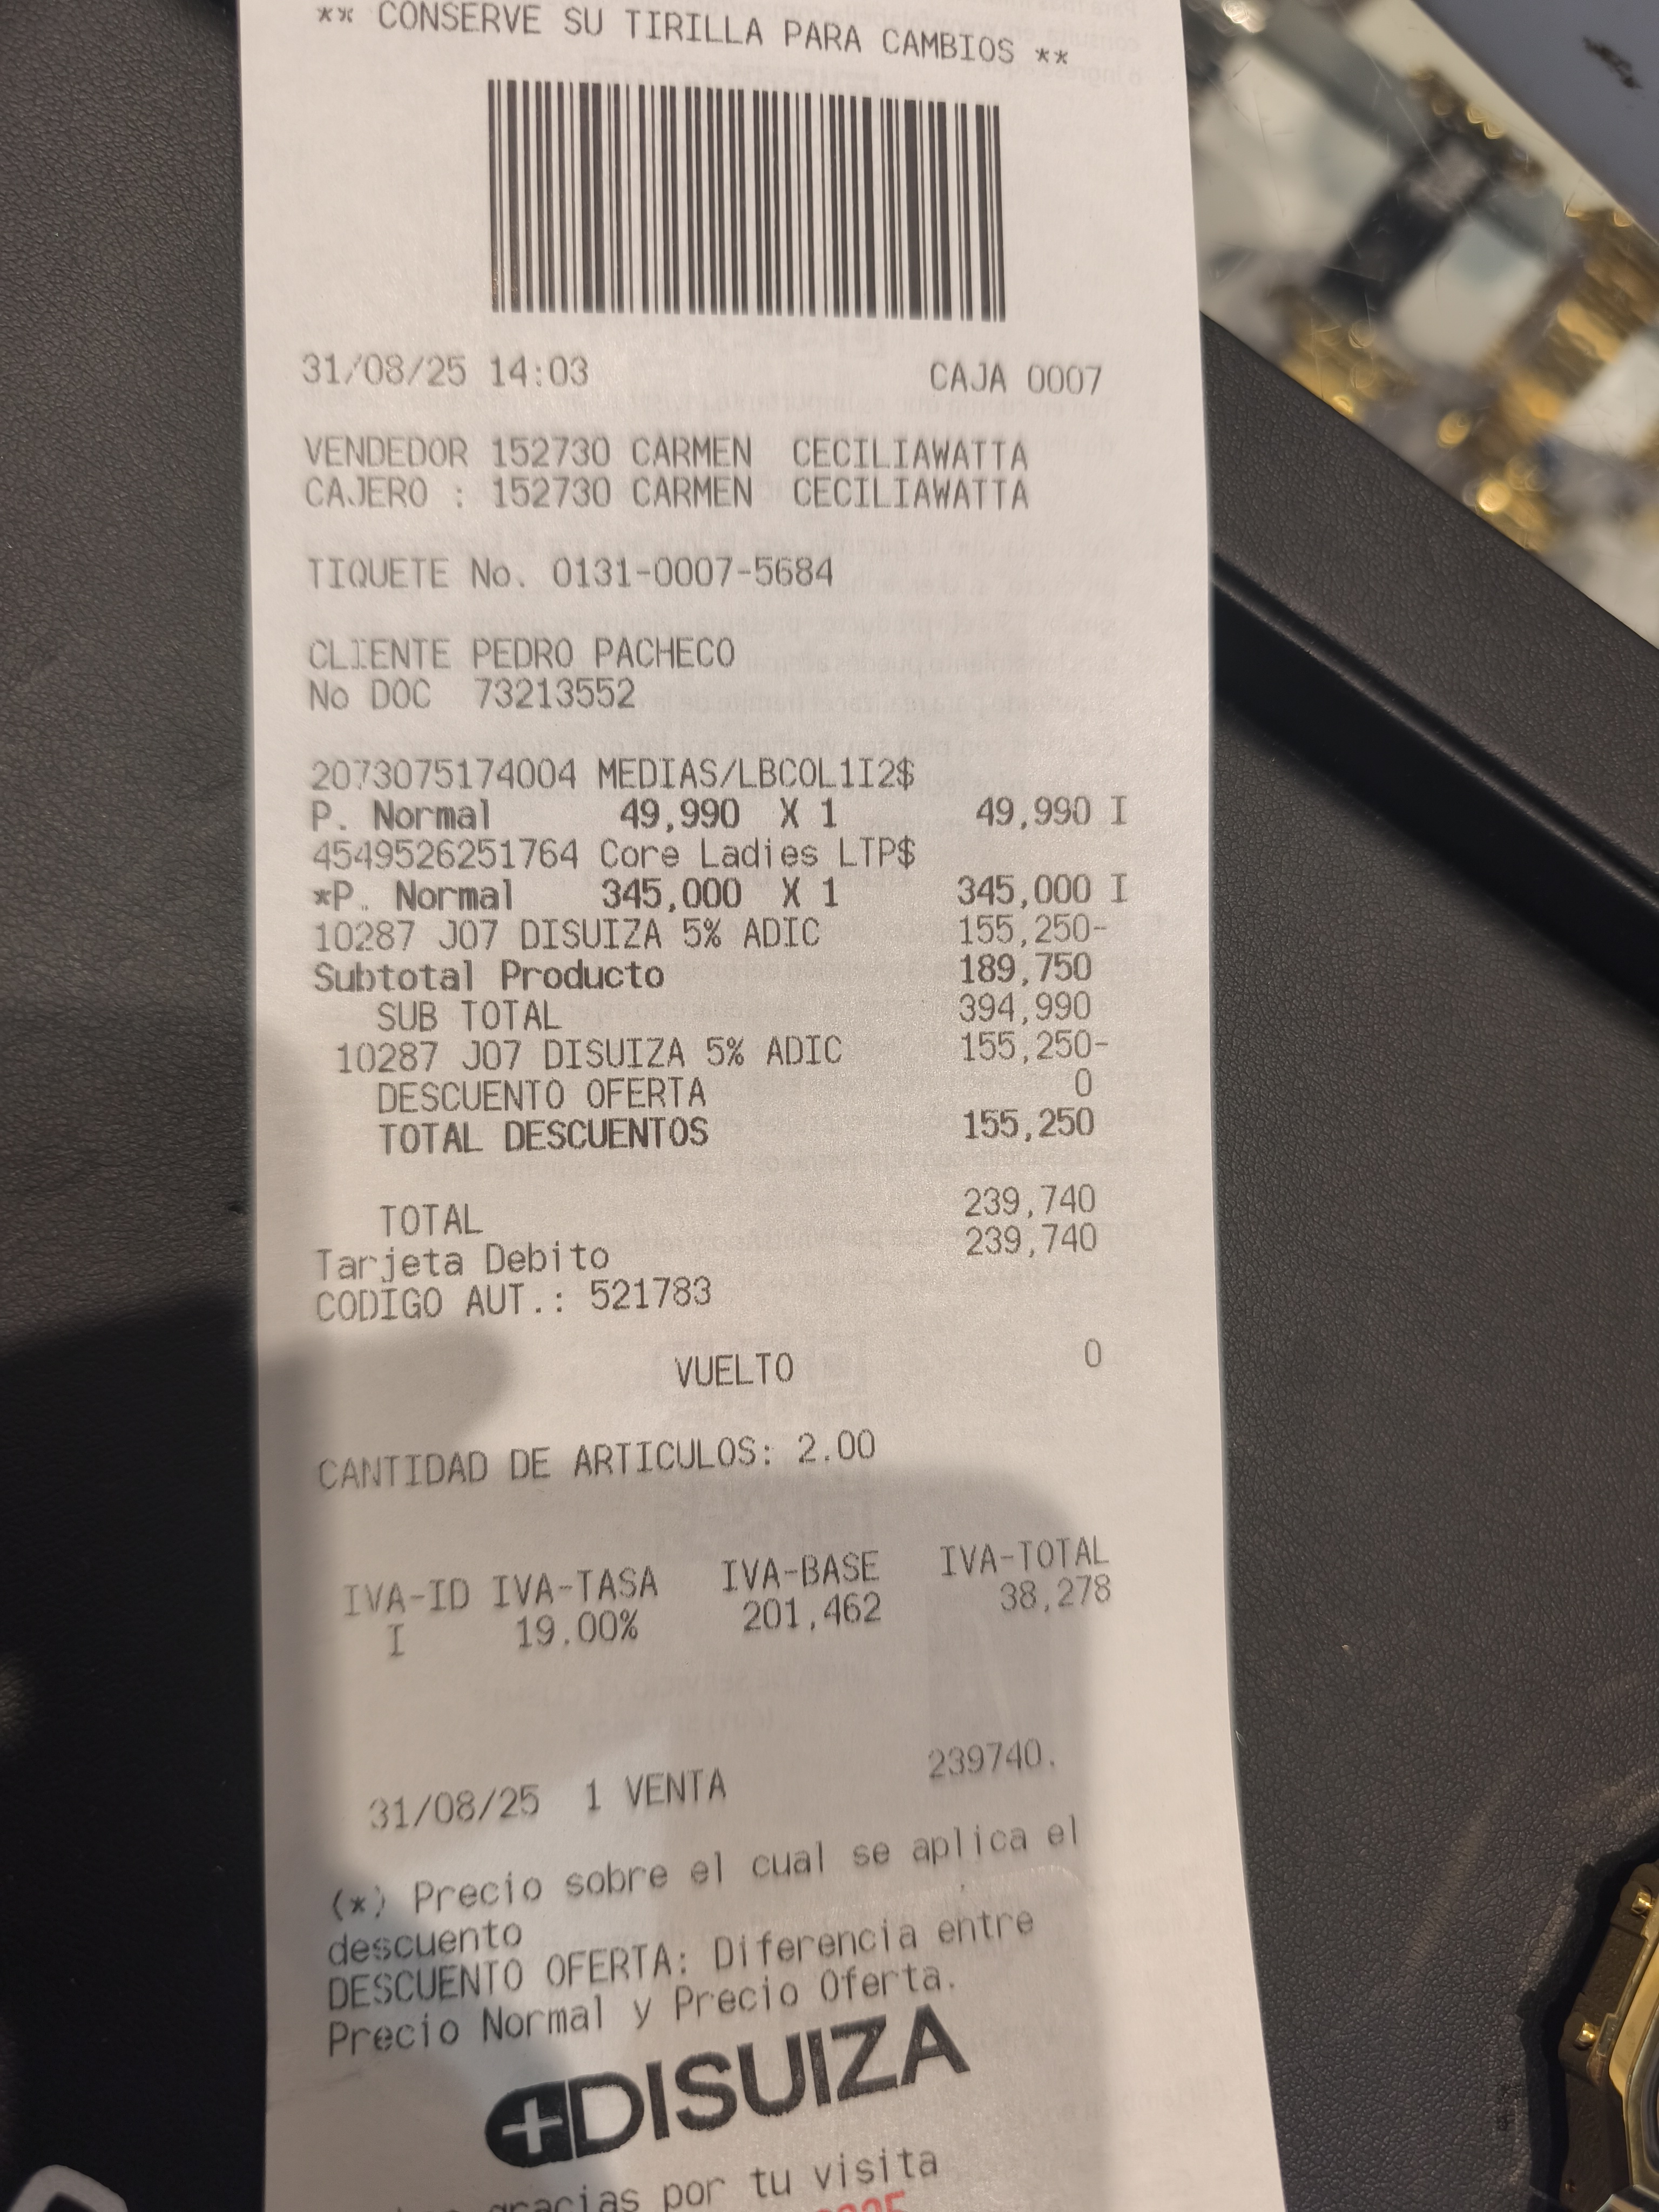 ** CONSERVE SU TIRILLA PARA CAMBIOS **
31/08/25 14:03 CAJA 0007
VENDEDOR 152730 CARMEN CECILIAWATTA
CAJERO : 152730 CARMEN CECILIAWATTA
TIQUETE No. 0131-0007-5684
CLIENTE PEDRO PACHECO
No DOC 73213552
2073075174004 MEDIAS/LBCOL1I2$
P. Normal 49,990 X 1 49,990 I
4549526251764 Core Ladies LTP$
*P. Normal 345,000 X 1 345,000 I
10287 J07 DISUIZA 5% ADIC 155,250-
Subtotal Producto 189,750
SUB TOTAL 394,990
10287 J07 DISUIZA 5% ADIC 155,250-
DESCUENTO OFERTA 0
TOTAL DESCUENTOS 155,250
TOTAL 239,740
Tarjeta Debito 239,740
CODIGO AUT.: 521783
VUELTO 0
CANTIDAD DE ARTICULOS: 2.00
IVA-ID IVA-TASA IVA-BASE IVA-TOTAL
I 19.00% 201,462 38,278
31/08/25 1 VENTA 239740.
(*) Precio sobre el cual se aplica el
descuento
DESCUENTO OFERTA: Diferencia entre
Precio Normal y Precio Oferta.
DISUIZA
gracias por tu visita